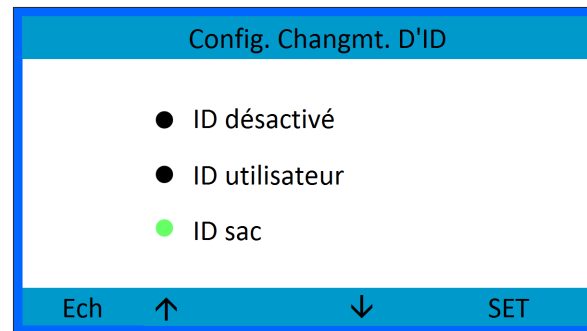 Config. Changmt. D'ID
● ID désactivé
● ID utilisateur
● ID sac
Ech ↑ ↓ SET